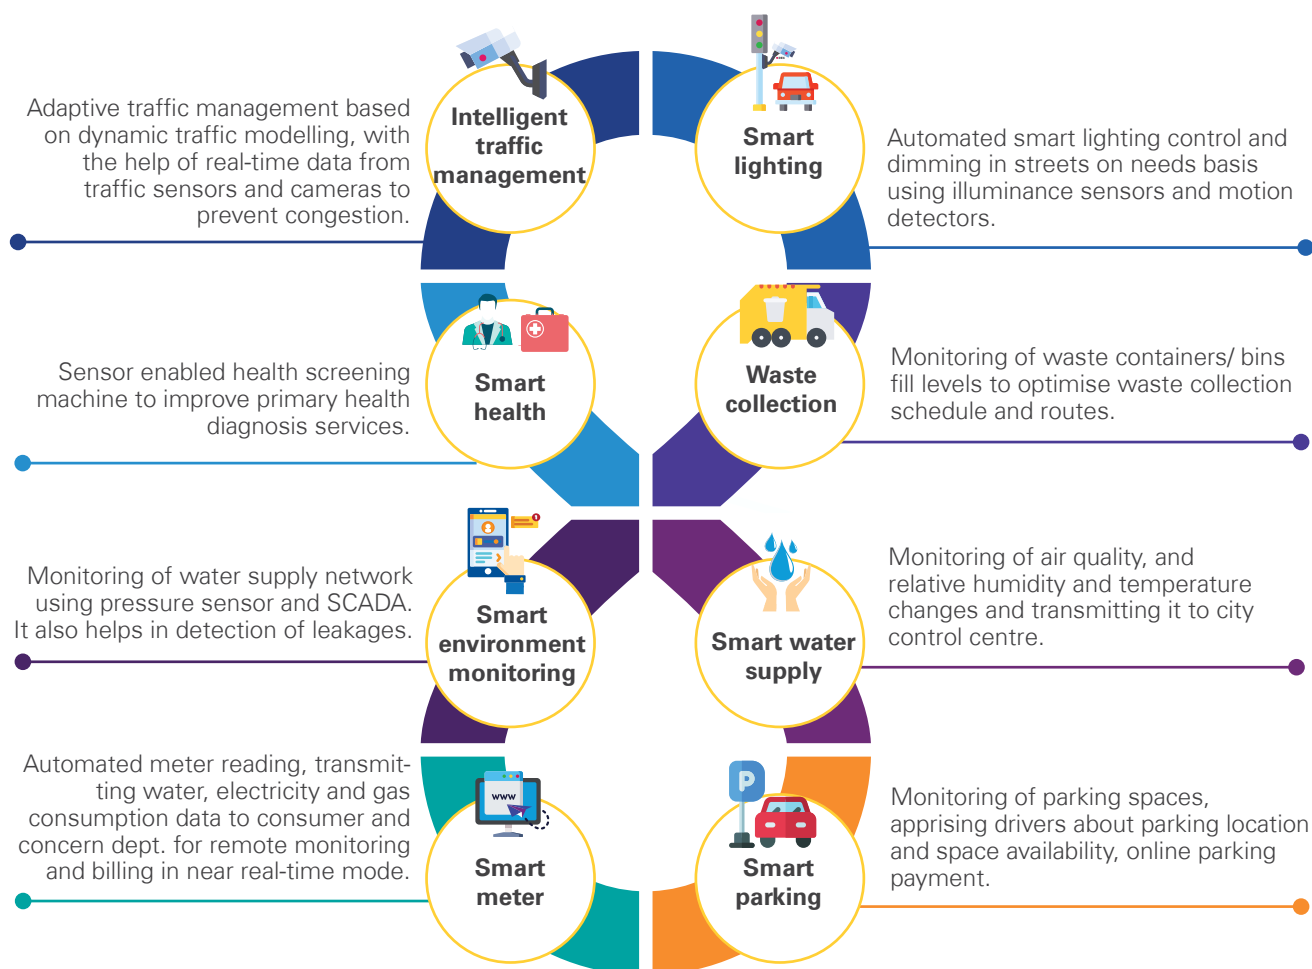 Adaptive traffic management based
on dynamic traffic modelling, with
the help of real-time data from
traffic sensors and cameras to
prevent congestion.
Intelligent
traffic
management
Smart
lighting
Automated smart lighting control and
dimming in streets on needs basis
using illuminance sensors and motion
detectors.
Sensor enabled health screening
machine to improve primary health
diagnosis services.
Smart
health
Waste
collection
Monitoring of waste containers/ bins
fill levels to optimise waste collection
schedule and routes.
Monitoring of water supply network
using pressure sensor and SCADA.
It also helps in detection of leakages.
Smart
environment
monitoring
Smart water
supply
Monitoring of air quality, and
relative humidity and temperature
changes and transmitting it to city
control centre.
Automated meter reading, transmit-
ting water, electricity and gas
consumption data to consumer and
concern dept. for remote monitoring
and billing in near real-time mode.
www
Smart
meter
P
Smart
parking
Monitoring of parking spaces,
apprising drivers about parking location
and space availability, online parking
payment.